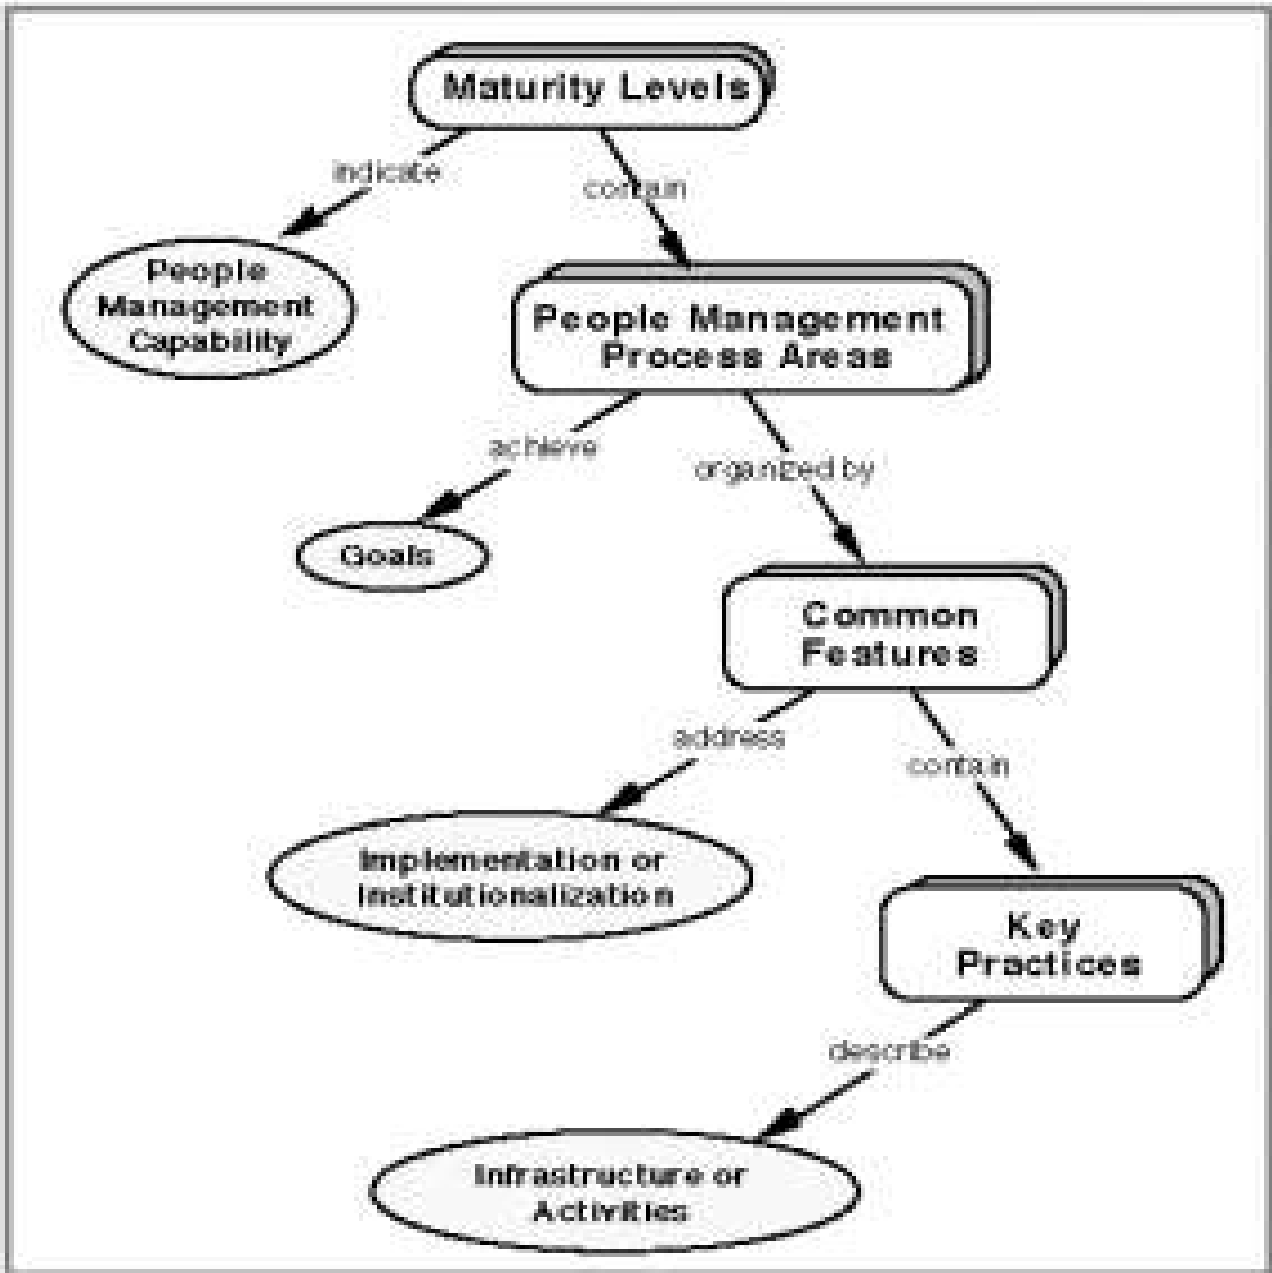 Maturity Levels
indicate
contain
People
Management
Capability
People Management
Process Areas
achieve
organized by
Goals
Common
Features
address
contain
Implementation or
Institutionalization
Key
Practices
describe
Infrastructure or
Activities